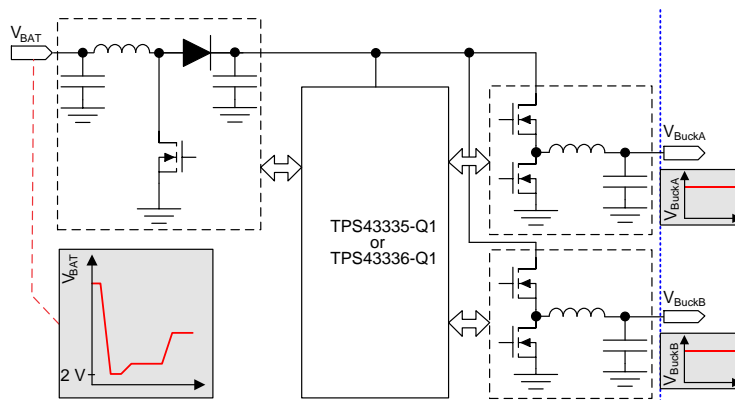 VBAT
VBuckA
VBuckA
TPS43335-Q1
or
TPS43336-Q1
VBAT
2 V
VBuckB
VBuckB